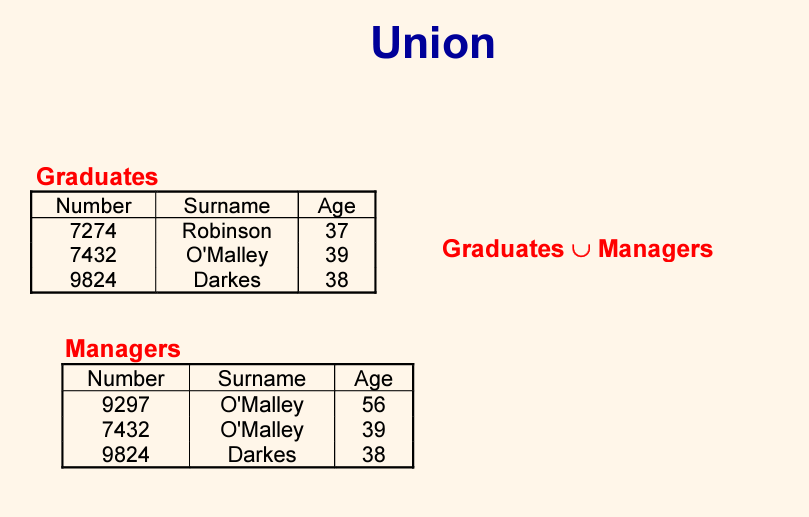 Union
Graduates
Number Surname Age
7274 Robinson 37
7432 O'Malley 39
9824 Darkes 38
Graduates ∪ Managers
Managers
Number Surname Age
9297 O'Malley 56
7432 O'Malley 39
9824 Darkes 38